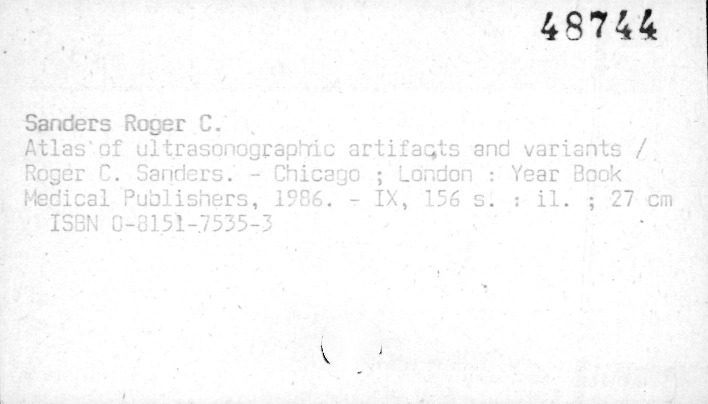 48744
Sanders Roger C.
Atlas of ultrasonographic artifacts and variants /
Roger C. Sanders. - Chicago ; London : Year Book
Medical Publishers, 1986. - IX, 156 s. : il. ; 27 cm
ISBN 0-8151-7535-3